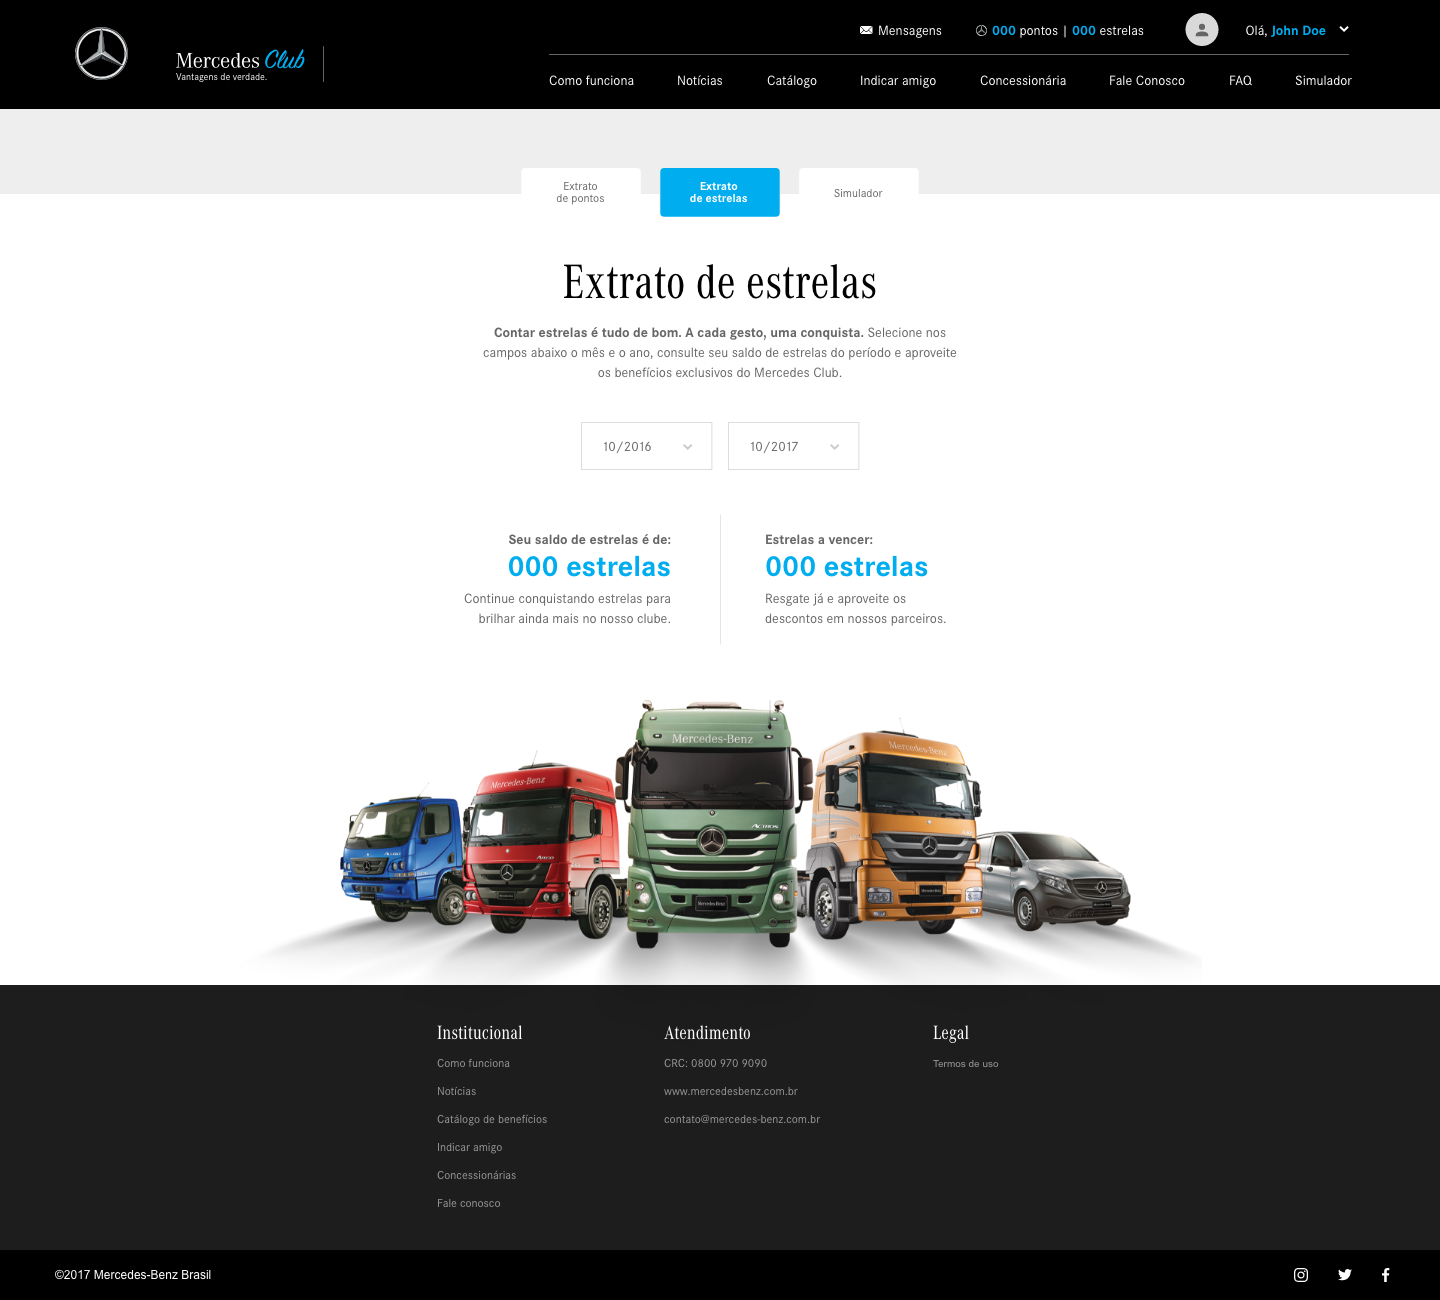 Mensagens
000 pontos | 000 estrelas
Olá, John Doe
Mercedes Club
Vantagens de verdade.
Como funciona
Notícias
Catálogo
Indicar amigo
Concessionária
Fale Conosco
FAQ
Simulador
Extrato
de pontos
Extrato
de estrelas
Simulador
Extrato de estrelas
Contar estrelas é tudo de bom. A cada gesto, uma conquista. Selecione nos
campos abaixo o mês e o ano, consulte seu saldo de estrelas do período e aproveite
os benefícios exclusivos do Mercedes Club.
10/2016
10/2017
Seu saldo de estrelas é de:
000 estrelas
Continue conquistando estrelas para
brilhar ainda mais no nosso clube.
Estrelas a vencer:
000 estrelas
Resgate já e aproveite os
descontos em nossos parceiros.
Mercedes-Benz
Mercedes-Benz
Mercedes-Benz
Actros
Atego
Accelo
Mercedes-Benz
Institucional
Como funciona
Notícias
Catálogo de benefícios
Indicar amigo
Concessionárias
Fale conosco
Atendimento
CRC: 0800 970 9090
www.mercedesbenz.com.br
contato@mercedes-benz.com.br
Legal
Termos de uso
©2017 Mercedes-Benz Brasil